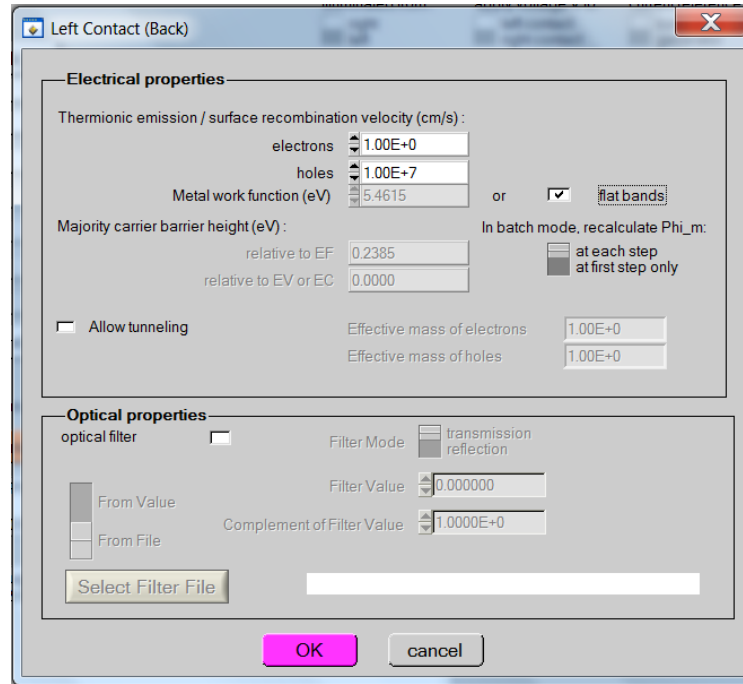 Left Contact (Back)
X
Electrical properties
Thermionic emission / surface recombination velocity (cm/s) :
electrons 1.00E+0
holes 1.00E+7
Metal work function (eV) 5.4615 or flat bands
Majority carrier barrier height (eV) : In batch mode, recalculate Phi_m:
relative to EF 0.2385 at each step
at first step only
relative to EV or EC 0.0000
Allow tunneling Effective mass of electrons 1.00E+0
Effective mass of holes 1.00E+0
Optical properties
optical filter Filter Mode transmission
reflection
From Value Filter Value 0.000000
From File Complement of Filter Value 1.0000E+0
Select Filter File
OK cancel